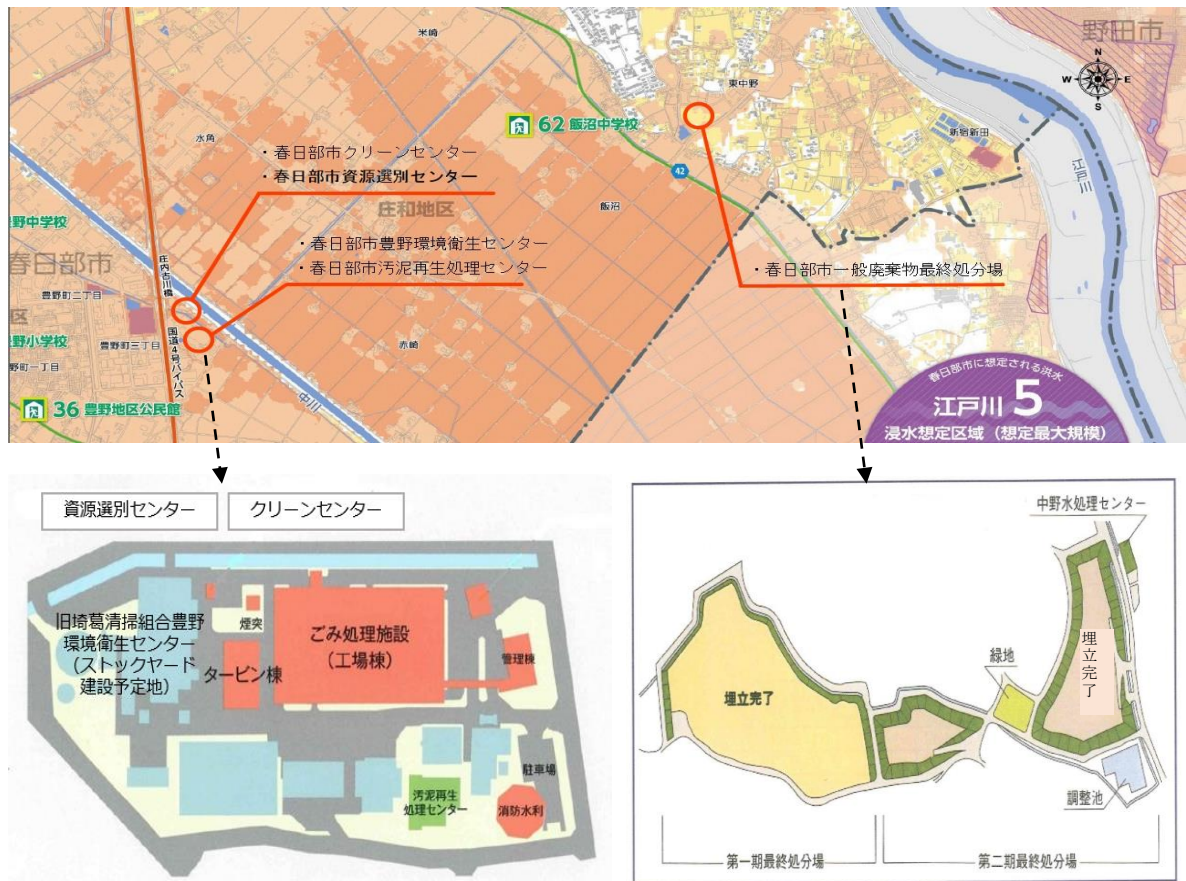 野田市
N
W E
S
米崎
東中野
62 飯沼中学校
新宿新田
水角
・春日部市クリーンセンター
・春日部市資源選別センター
42
江戸川
庄和地区
飯沼
豊野中学校
・春日部市豊野環境衛生センター
・春日部市汚泥再生処理センター
・春日部市一般廃棄物最終処分場
春日部市
庄内古川橋
豊野町二丁目
区
豊野小学校
豊野町三丁目
国道4号バイパス
赤崎
野町一丁目
中川
36 豊野地区公民館
春日部市に想定される洪水
江戸川 5
浸水想定区域（想定最大規模）
資源選別センター
クリーンセンター
旧埼葛清掃組合豊野
環境衛生センター
（ストックヤード
建設予定地）
煙突
タービン棟
ごみ処理施設
（工場棟）
管理棟
駐車場
汚泥再生
処理センター
消防水利
中野水処理センター
緑地
埋立完了
埋立完了
調整池
第一期最終処分場
第二期最終処分場